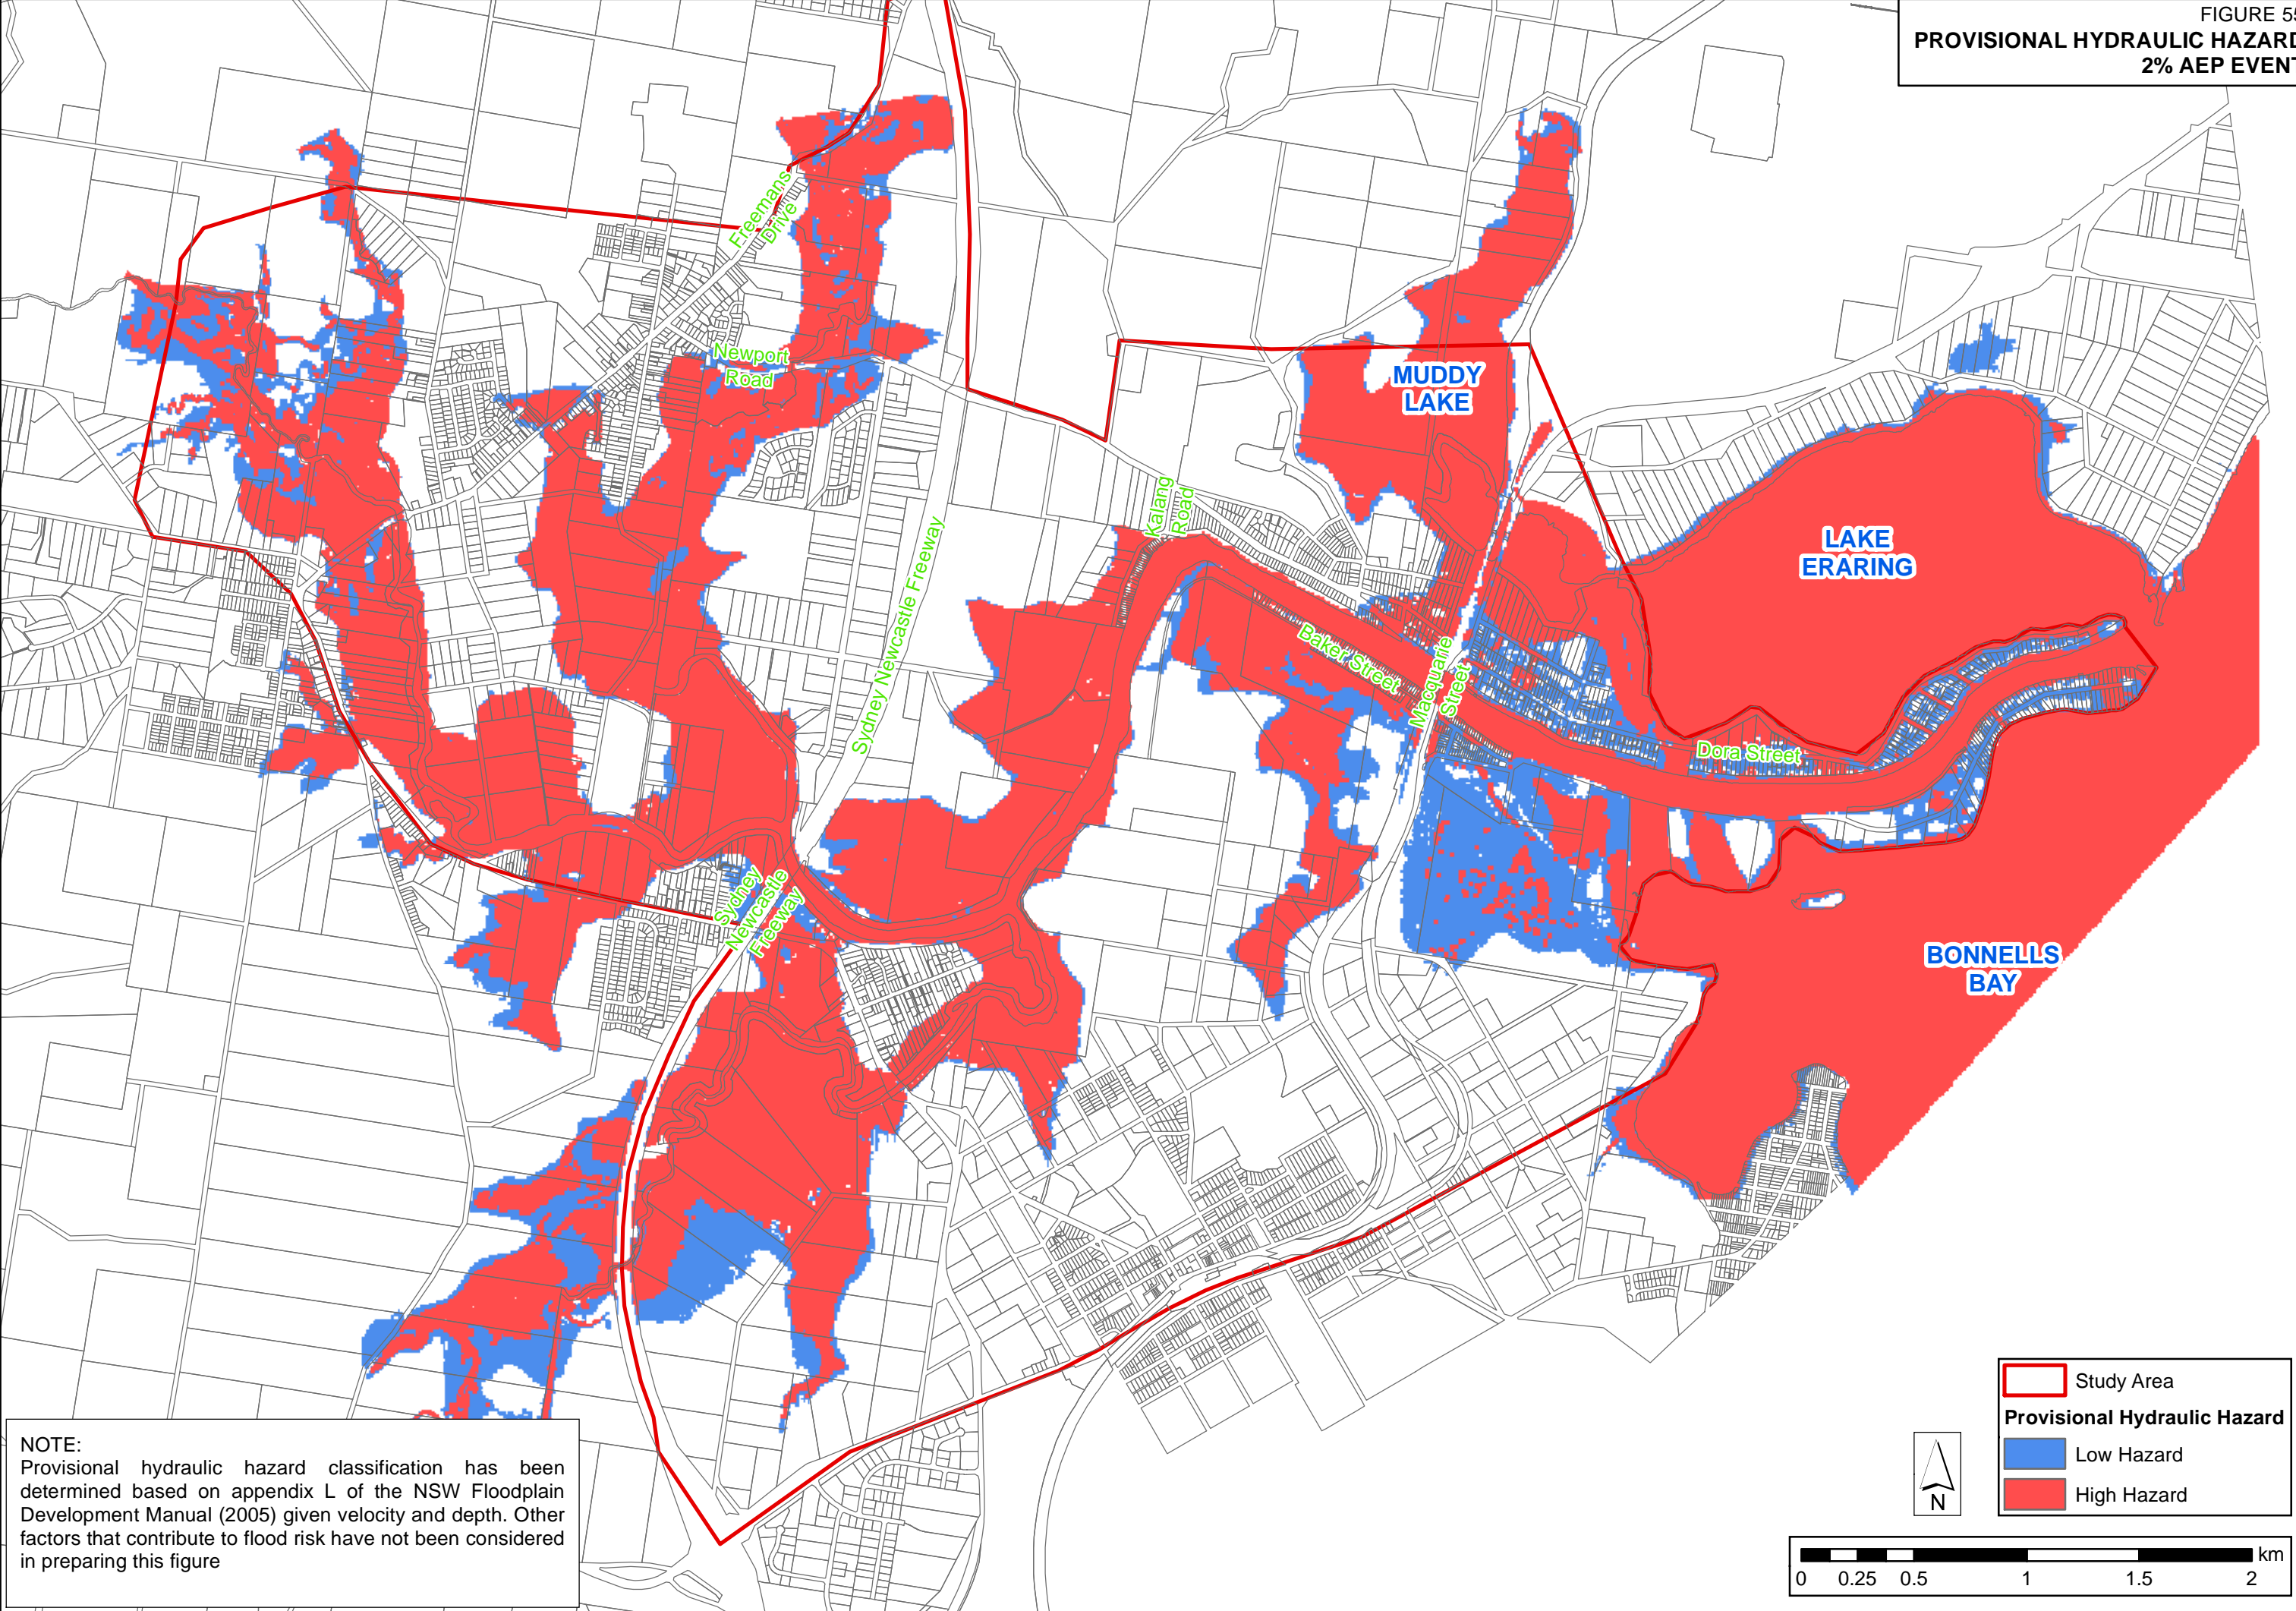 FIGURE 55
PROVISIONAL HYDRAULIC HAZARD
2% AEP EVENT
Freemans
Drive
Newport
Road
MUDDY
LAKE
Kalang
Road
LAKE
ERARING
Sydney Newcastle Freeway
Baker Street
Macquarie
Street
Dora Street
Sydney
Newcastle
Freeway
BONNELLS
BAY
Study Area
Provisional Hydraulic Hazard
Low Hazard
High Hazard
N
km
0 0.25 0.5 1 1.5 2
NOTE:
Provisional hydraulic hazard classification has been
determined based on appendix L of the NSW Floodplain
Development Manual (2005) given velocity and depth. Other
factors that contribute to flood risk have not been considered
in preparing this figure